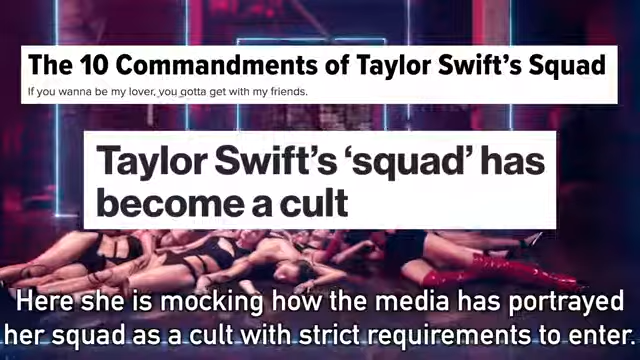 The 10 Commandments of Taylor Swift's Squad
If you wanna be my lover, you gotta get with my friends.
Taylor Swift's 'squad' has
become a cult
Here she is mocking how the media has portrayed
her squad as a cult with strict requirements to enter.